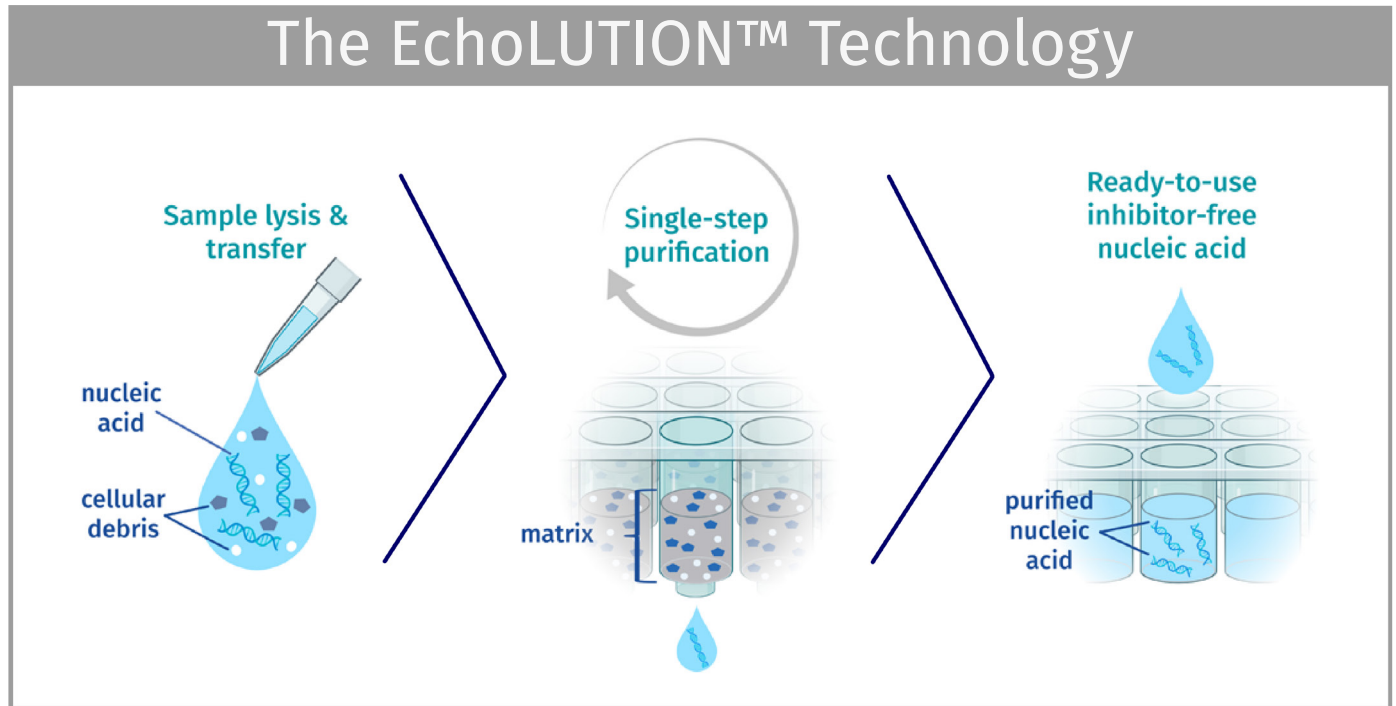 The EchoLUTION™ Technology
Sample lysis &
transfer
nucleic
acid
cellular
debris
Single-step
purification
matrix
Ready-to-use
inhibitor-free
nucleic acid
purified
nucleic
acid